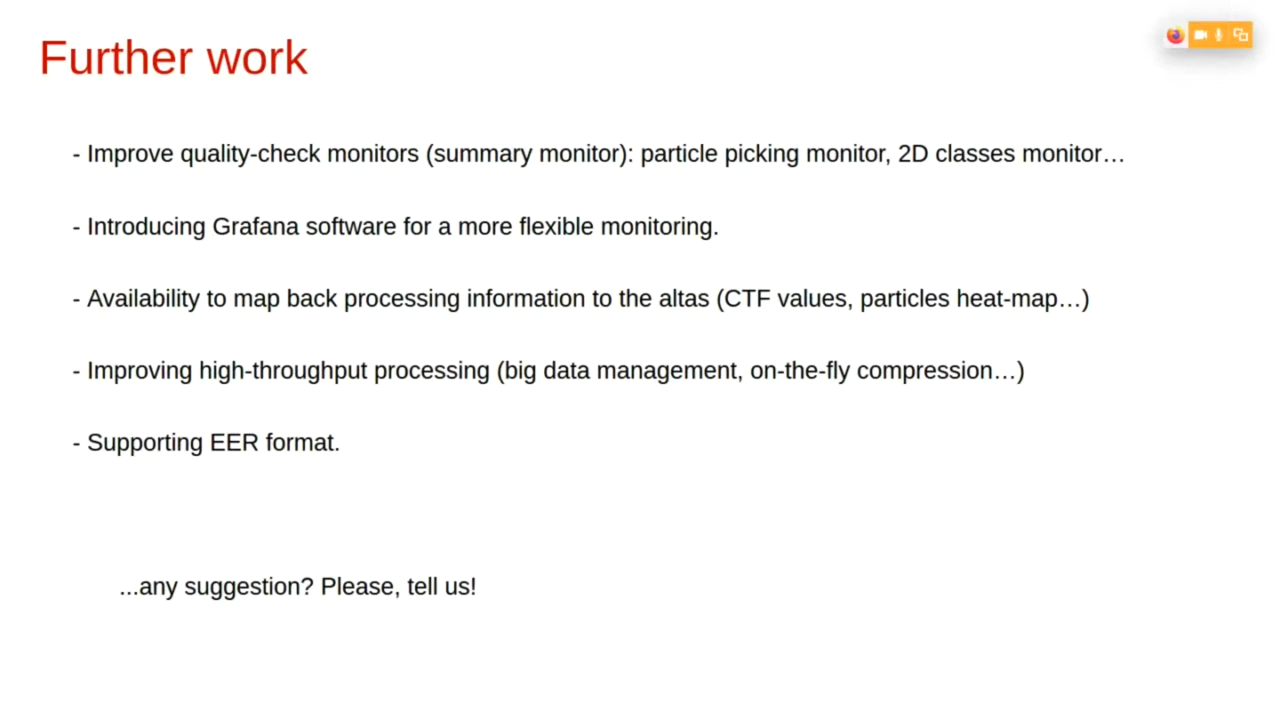 Further work
- Improve quality-check monitors (summary monitor): particle picking monitor, 2D classes monitor…
- Introducing Grafana software for a more flexible monitoring.
- Availability to map back processing information to the altas (CTF values, particles heat-map…)
- Improving high-throughput processing (big data management, on-the-fly compression…)
- Supporting EER format.
...any suggestion? Please, tell us!